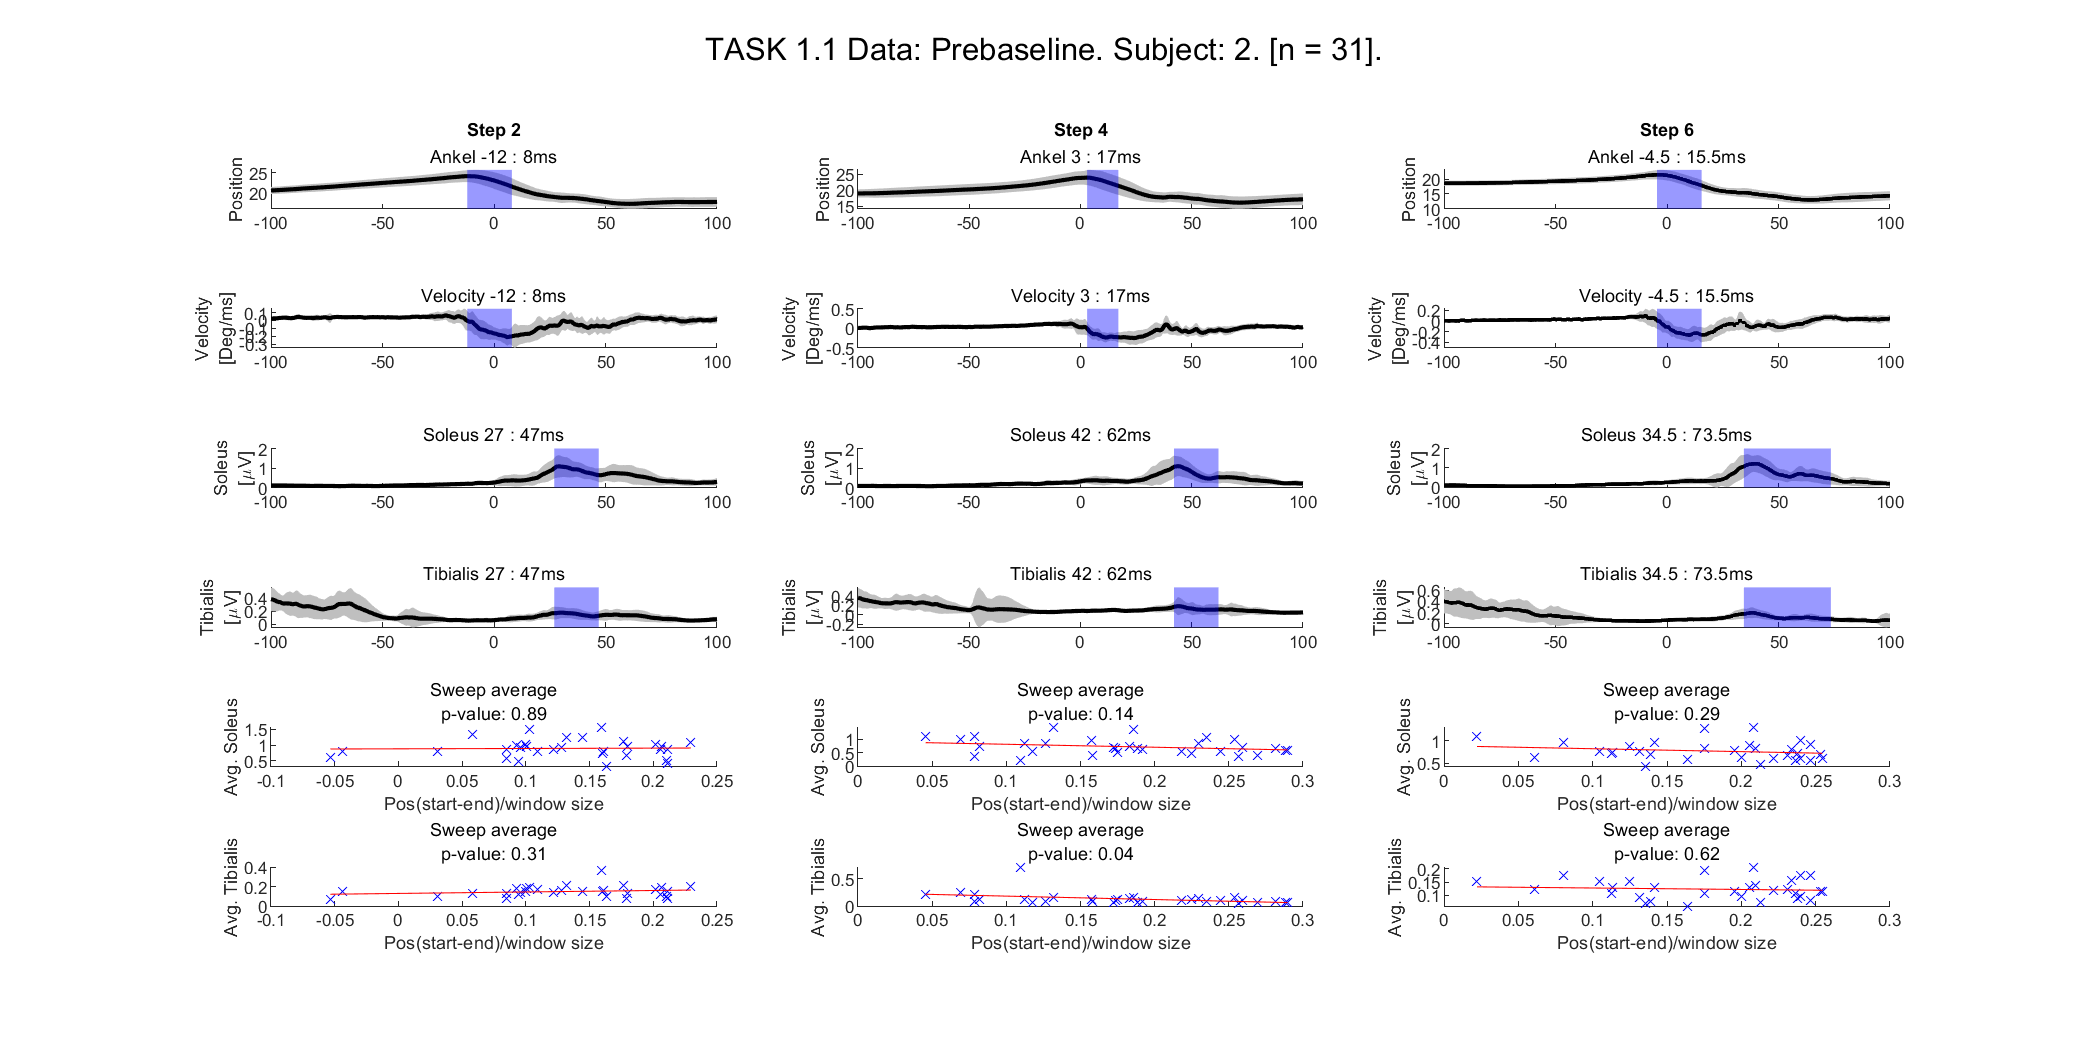 TASK 1.1 Data: Prebaseline. Subject: 2. [n = 31].
Step 2
Ankel -12 : 8ms
Position
25
20
-100 -50 0 50 100
Velocity -12 : 8ms
Velocity
[Deg/ms]
0.1
-100 -50 0 50 100
Soleus 27 : 47ms
Soleus
[μV]
2
1
0
-100 -50 0 50 100
Tibialis 27 : 47ms
Tibialis
[μV]
0.4
0.2
0
-100 -50 0 50 100
Sweep average
p-value: 0.89
Avg. Soleus
1.5
1
0.5
-0.1 -0.05 0 0.05 0.1 0.15 0.2 0.25
Pos(start-end)/window size
Sweep average
p-value: 0.31
Avg. Tibialis
0.4
0.2
0
-0.1 -0.05 0 0.05 0.1 0.15 0.2 0.25
Pos(start-end)/window size
Step 4
Ankel 3 : 17ms
Position
25
20
15
-100 -50 0 50 100
Velocity 3 : 17ms
Velocity
[Deg/ms]
0.5
0
-0.5
-100 -50 0 50 100
Soleus 42 : 62ms
Soleus
[μV]
2
1
0
-100 -50 0 50 100
Tibialis 42 : 62ms
Tibialis
[μV]
0.4
0.2
0
-0.2
-100 -50 0 50 100
Sweep average
p-value: 0.14
Avg. Soleus
1
0.5
0
0 0.05 0.1 0.15 0.2 0.25 0.3
Pos(start-end)/window size
Sweep average
p-value: 0.04
Avg. Tibialis
0.5
0
0 0.05 0.1 0.15 0.2 0.25 0.3
Pos(start-end)/window size
Step 6
Ankel -4.5 : 15.5ms
Position
20
15
10
-100 -50 0 50 100
Velocity -4.5 : 15.5ms
Velocity
[Deg/ms]
0.2
0
-0.2
-0.4
-100 -50 0 50 100
Soleus 34.5 : 73.5ms
Soleus
[μV]
2
1
0
-100 -50 0 50 100
Tibialis 34.5 : 73.5ms
Tibialis
[μV]
0.6
0.4
0.2
0
-100 -50 0 50 100
Sweep average
p-value: 0.29
Avg. Soleus
1
0.5
0 0.05 0.1 0.15 0.2 0.25 0.3
Pos(start-end)/window size
Sweep average
p-value: 0.62
Avg. Tibialis
0.2
0.15
0.1
0 0.05 0.1 0.15 0.2 0.25 0.3
Pos(start-end)/window size